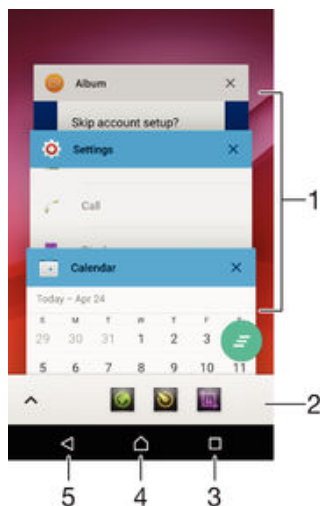 Album
Skip account setup?
Settings
Call
Calendar
Today – Apr 24
S M T W T F S
29 30 31 1 2 3
5 6 7 8 9 10 11
1
2
5 4 3